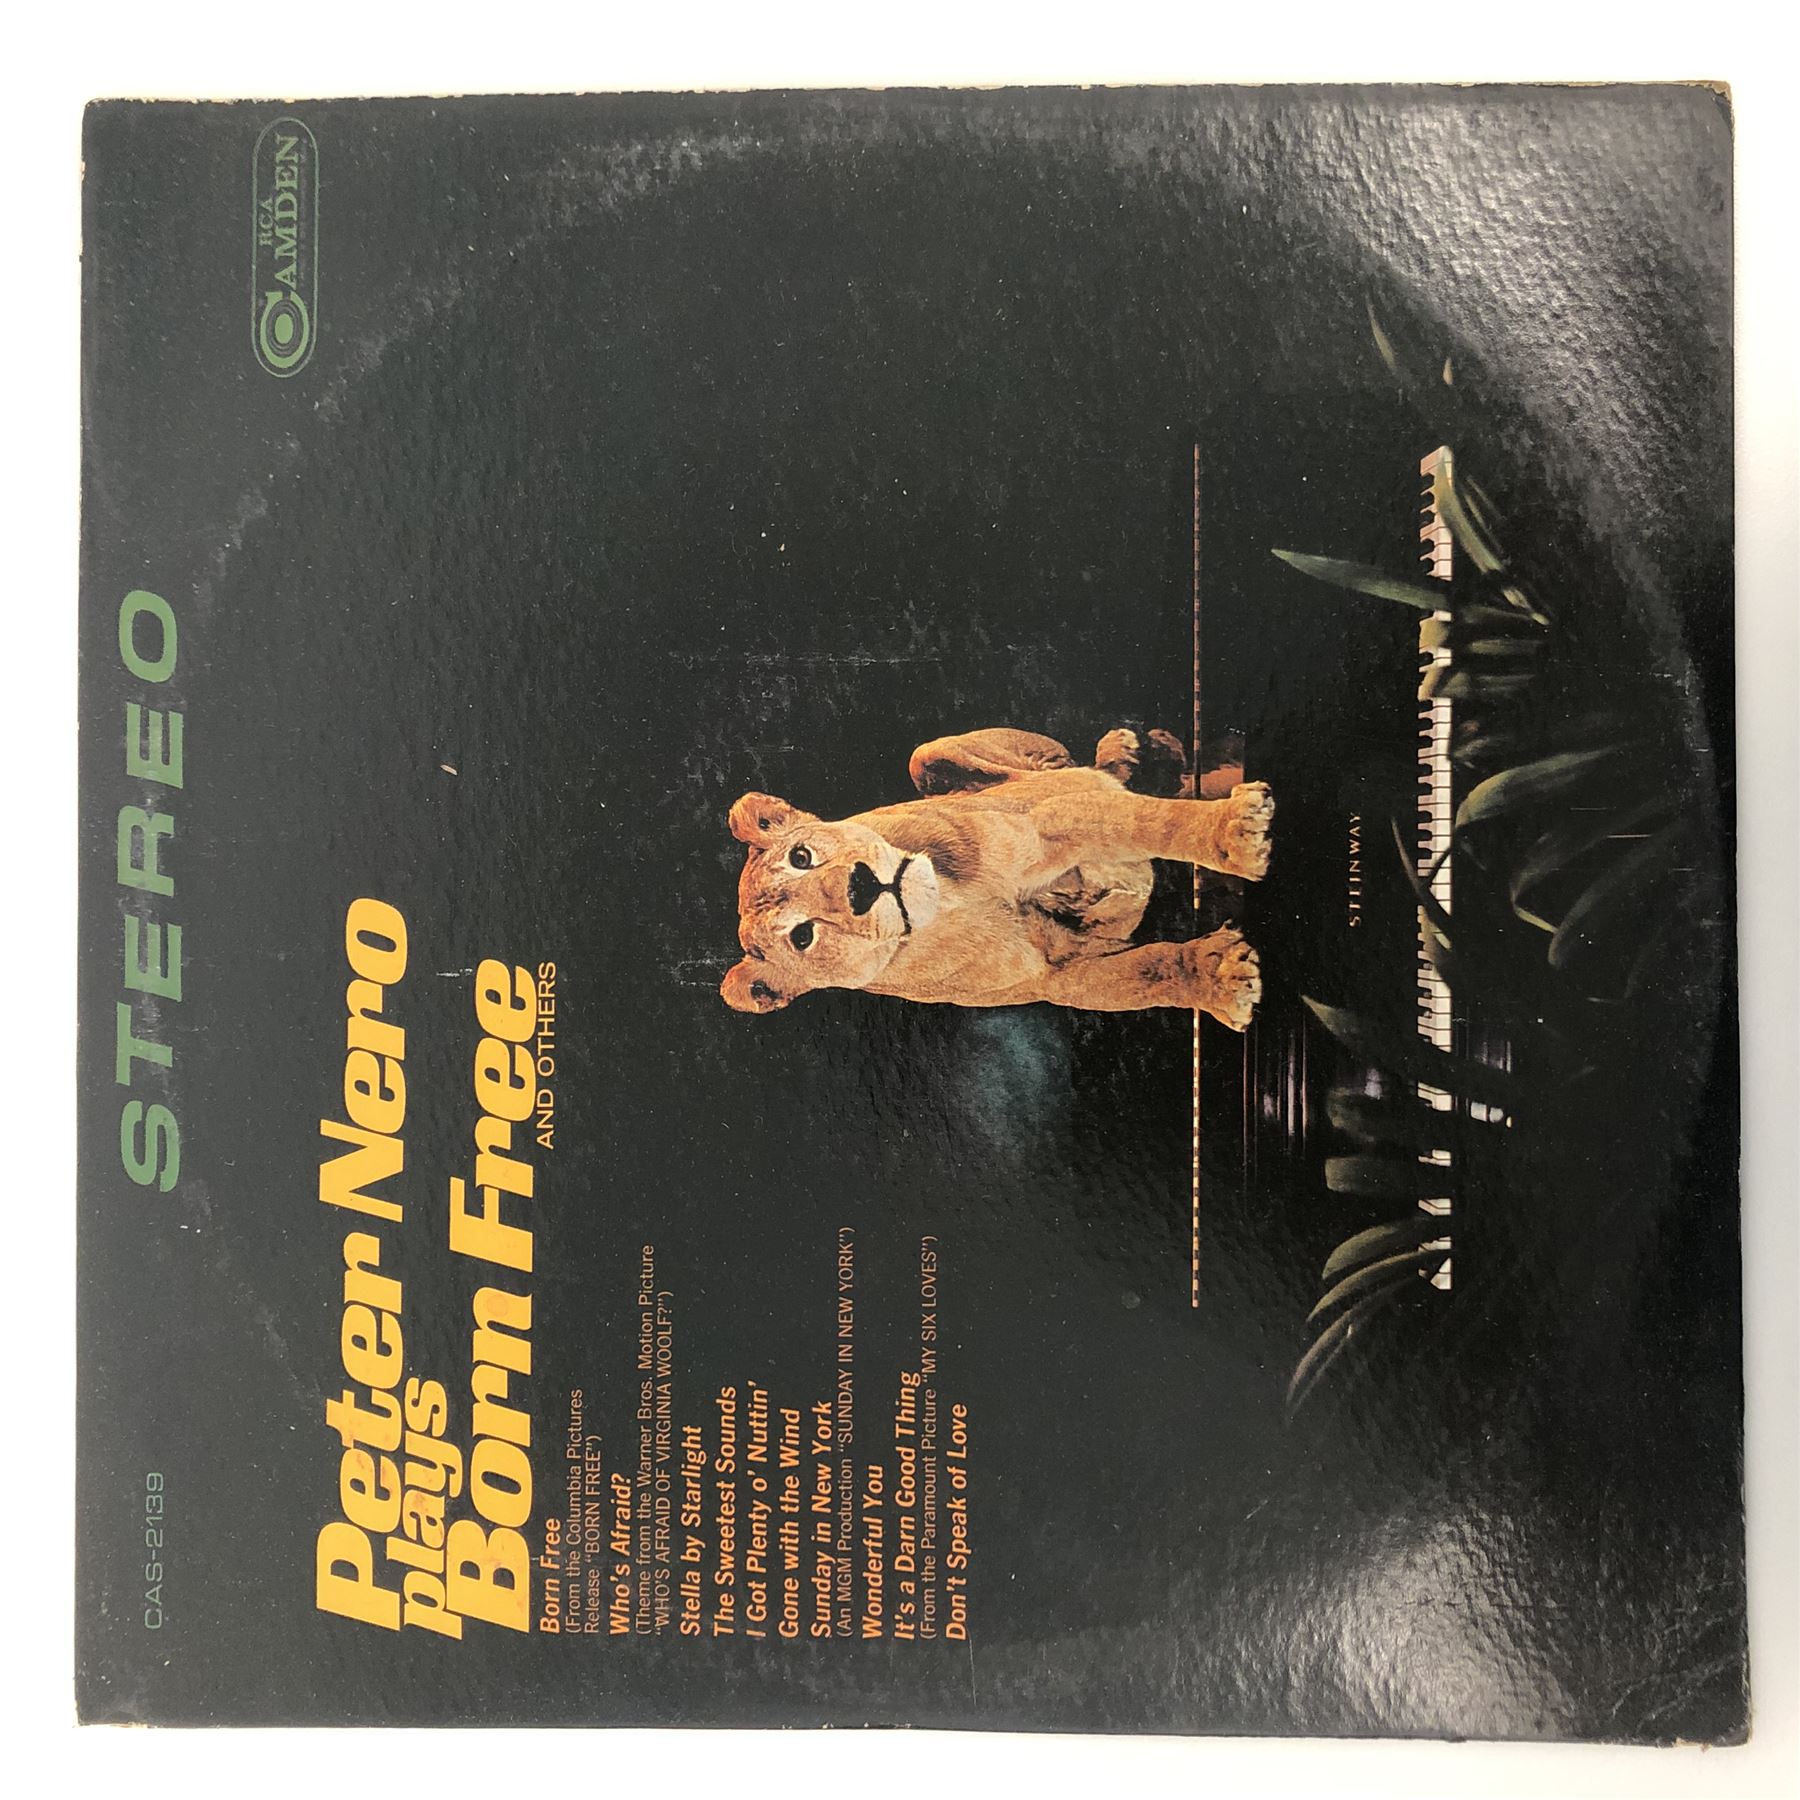 CAS-2139
STEREO
RCA
CAMDEN
Peter Nero
plays
Born Free
AND OTHERS
Born Free
(From the Columbia Pictures
Release "BORN FREE")
Who's Afraid?
(Theme from the Warner Bros. Motion Picture
"WHO'S AFRAID OF VIRGINIA WOOLF?")
Stella by Starlight
The Sweetest Sounds
I Got Plenty o' Nuttin'
Gone with the Wind
Sunday in New York
(An MGM Production "SUNDAY IN NEW YORK")
Wonderful You
It's a Darn Good Thing
(From the Paramount Picture "MY SIX LOVES")
Don't Speak of Love
STEINWAY